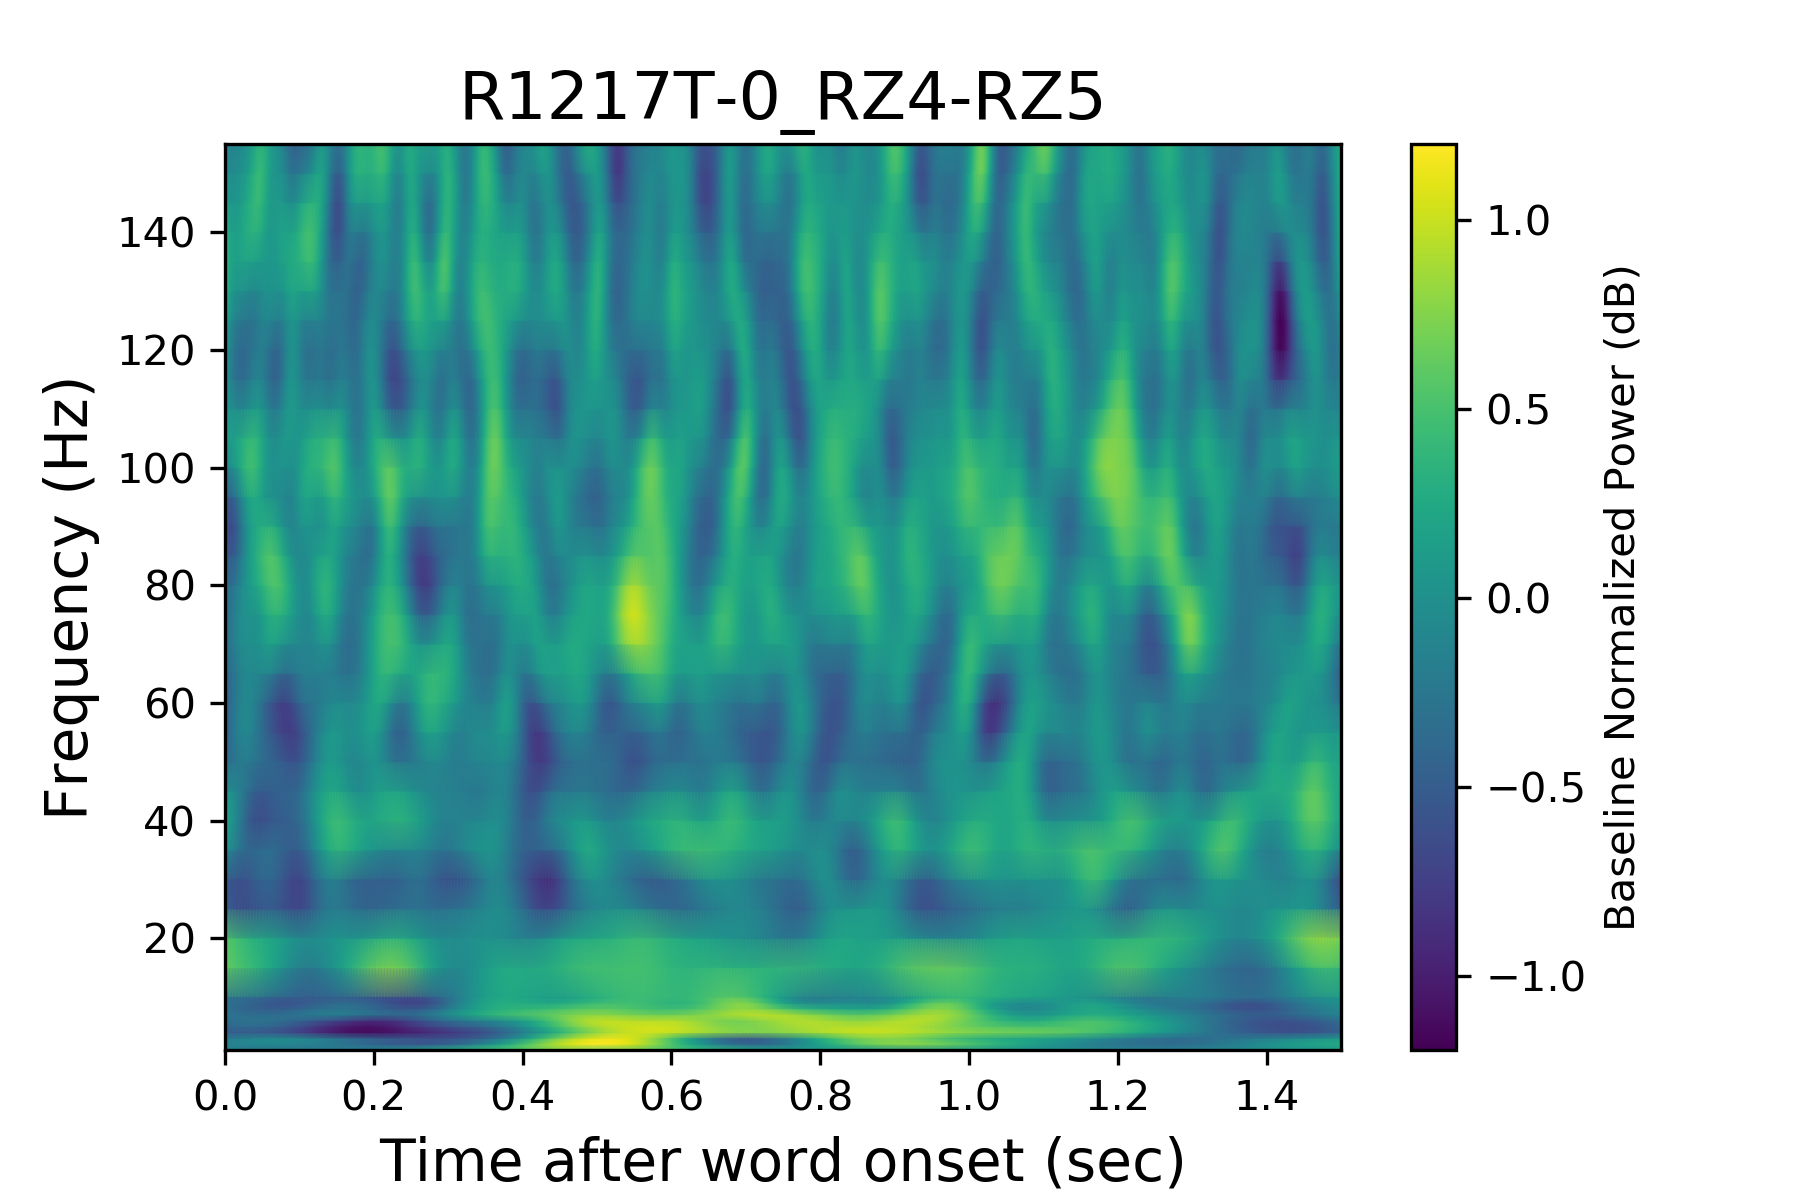 R1217T-0_RZ4-RZ5
Frequency (Hz)
140
120
100
80
60
40
20
0.0 0.2 0.4 0.6 0.8 1.0 1.2 1.4
Time after word onset (sec)
1.0
0.5
0.0
−0.5
−1.0
Baseline Normalized Power (dB)